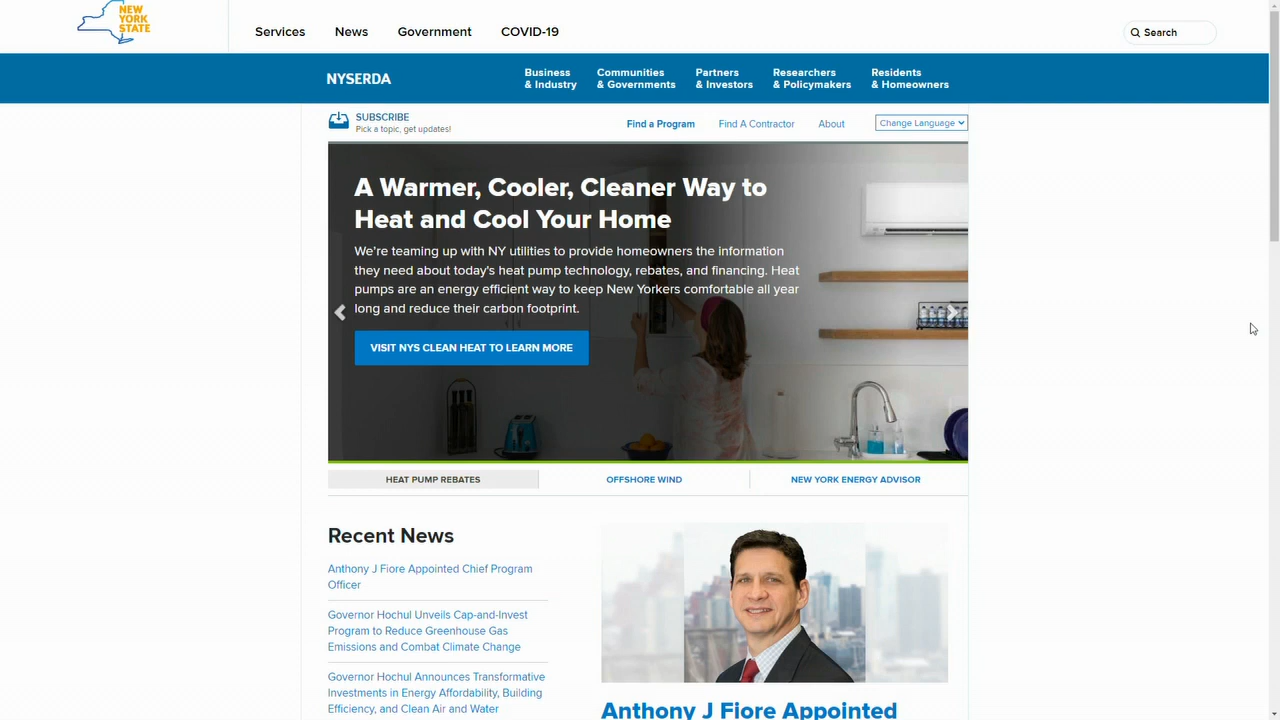 NEW
YORK
STATE
Services
News
Government
COVID-19
Search
NYSERDA
Business
& Industry
Communities
& Governments
Partners
& Investors
Researchers
& Policymakers
Residents
& Homeowners
SUBSCRIBE
Pick a topic, get updates!
Find a Program
Find A Contractor
About
Change Language
A Warmer, Cooler, Cleaner Way to
Heat and Cool Your Home
We're teaming up with NY utilities to provide homeowners the information
they need about today's heat pump technology, rebates, and financing. Heat
pumps are an energy efficient way to keep New Yorkers comfortable all year
long and reduce their carbon footprint.
VISIT NYS CLEAN HEAT TO LEARN MORE
HEAT PUMP REBATES
OFFSHORE WIND
NEW YORK ENERGY ADVISOR
Recent News
Anthony J Fiore Appointed Chief Program
Officer
Governor Hochul Unveils Cap-and-Invest
Program to Reduce Greenhouse Gas
Emissions and Combat Climate Change
Governor Hochul Announces Transformative
Investments in Energy Affordability, Building
Efficiency, and Clean Air and Water
Anthony J Fiore Appointed